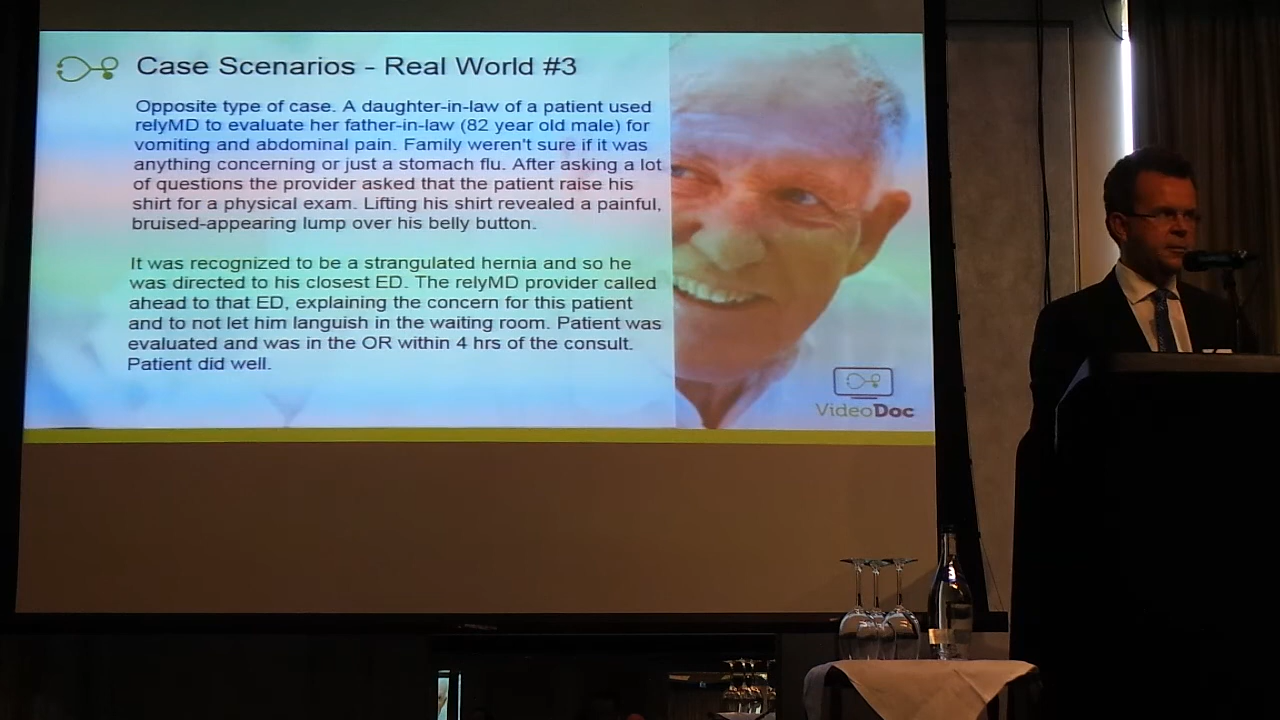 Case Scenarios - Real World #3
Opposite type of case. A daughter-in-law of a patient used
relyMD to evaluate her father-in-law (82 year old male) for
vomiting and abdominal pain. Family weren't sure if it was
anything concerning or just a stomach flu. After asking a lot
of questions the provider asked that the patient raise his
shirt for a physical exam. Lifting his shirt revealed a painful,
bruised-appearing lump over his belly button.
It was recognized to be a strangulated hernia and so he
was directed to his closest ED. The relyMD provider called
ahead to that ED, explaining the concern for this patient
and to not let him languish in the waiting room. Patient was
evaluated and was in the OR within 4 hrs of the consult.
Patient did well.
VideoDoc